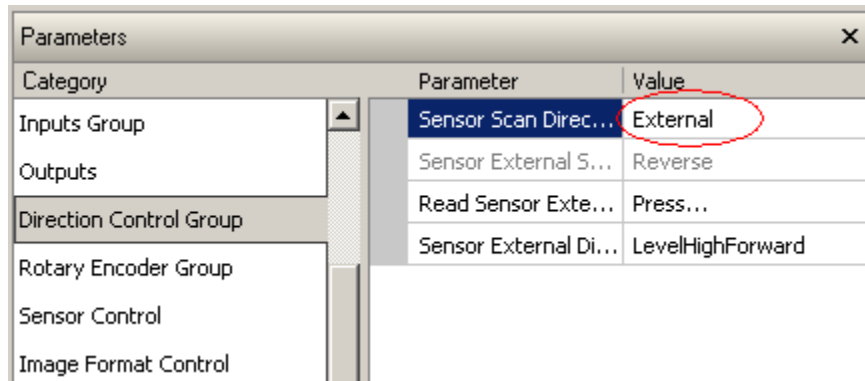 Parameters
Category
Parameter Value
Inputs Group
Sensor Scan Direc... External
Outputs
Sensor External S... Reverse
Direction Control Group
Read Sensor Exte... Press...
Rotary Encoder Group
Sensor External Di... LevelHighForward
Sensor Control
Image Format Control